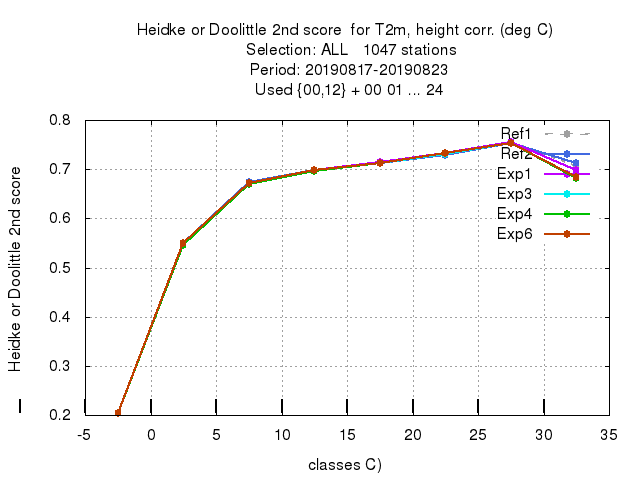 Heidke or Doolittle 2nd score  for T2m, height corr. (deg C)
Selection: ALL   1047 stations
Period: 20190817-20190823
Used {00,12} + 00 01 ... 24
Heidke or Doolittle 2nd score
0.8
0.7
0.6
0.5
0.4
0.3
0.2
Ref1
Ref2
Exp1
Exp3
Exp4
Exp6
-5 0 5 10 15 20 25 30 35
classes C)